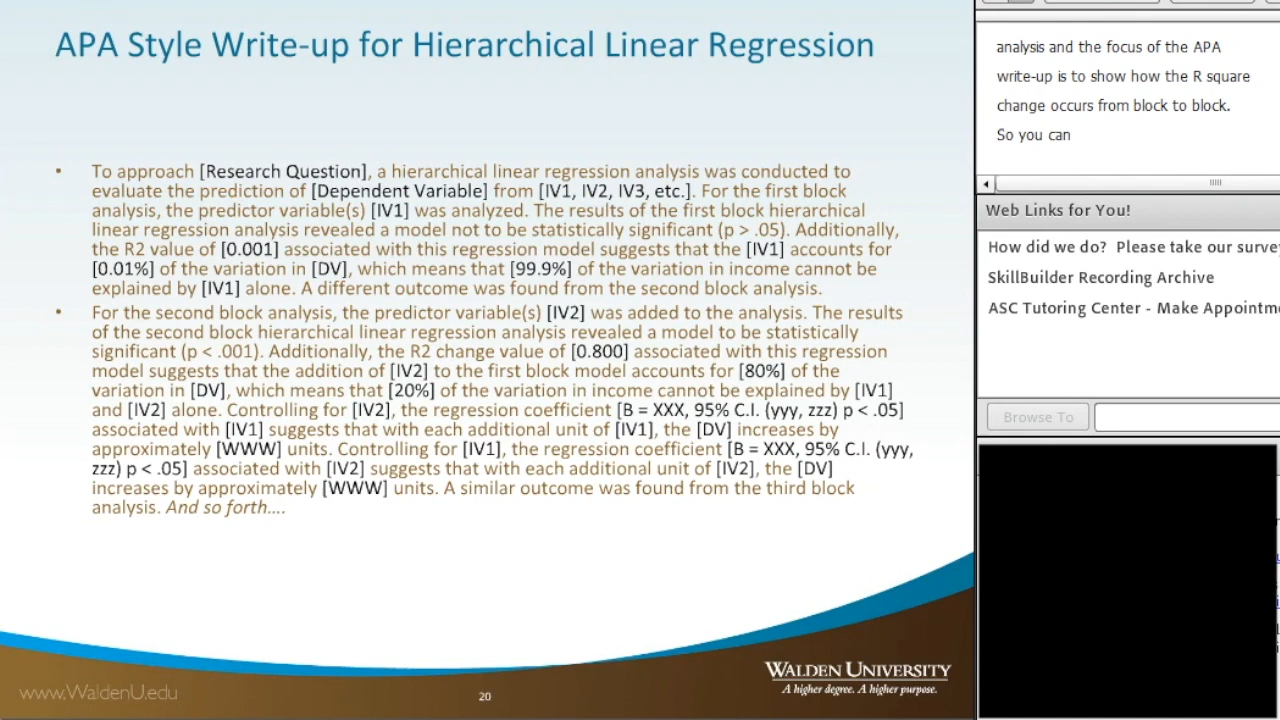 APA Style Write-up for Hierarchical Linear Regression
• To approach [Research Question], a hierarchical linear regression analysis was conducted to
evaluate the prediction of [Dependent Variable] from [IV1, IV2, IV3, etc.]. For the first block
analysis, the predictor variable(s) [IV1] was analyzed. The results of the first block hierarchical
linear regression analysis revealed a model not to be statistically significant (p > .05). Additionally,
the R2 value of [0.001] associated with this regression model suggests that the [IV1] accounts for
[0.01%] of the variation in [DV], which means that [99.9%] of the variation in income cannot be
explained by [IV1] alone. A different outcome was found from the second block analysis.
• For the second block analysis, the predictor variable(s) [IV2] was added to the analysis. The results
of the second block hierarchical linear regression analysis revealed a model to be statistically
significant (p < .001). Additionally, the R2 change value of [0.800] associated with this regression
model suggests that the addition of [IV2] to the first block model accounts for [80%] of the
variation in [DV], which means that [20%] of the variation in income cannot be explained by [IV1]
and [IV2] alone. Controlling for [IV2], the regression coefficient [B = XXX, 95% C.I. (yyy, zzz) p < .05]
associated with [IV1] suggests that with each additional unit of [IV1], the [DV] increases by
approximately [WWW] units. Controlling for [IV1], the regression coefficient [B = XXX, 95% C.I. (yyy,
zzz) p < .05] associated with [IV2] suggests that with each additional unit of [IV2], the [DV]
increases by approximately [WWW] units. A similar outcome was found from the third block
analysis. And so forth....
www.WaldenU.edu
20
WALDEN UNIVERSITY
A higher degree. A higher purpose.
analysis and the focus of the APA
write-up is to show how the R square
change occurs from block to block.
So you can
Web Links for You!
How did we do? Please take our surve
SkillBuilder Recording Archive
ASC Tutoring Center - Make Appointm
Browse To